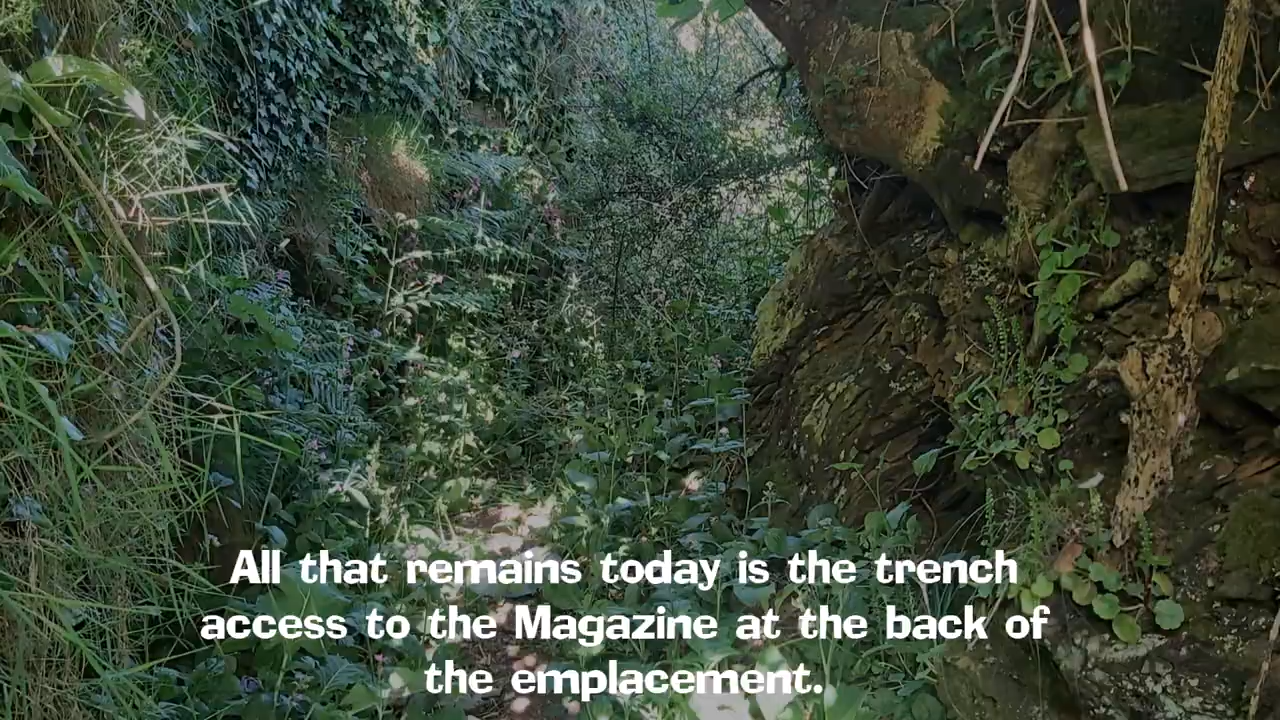 All that remains today is the trench
access to the Magazine at the back of
the emplacement.